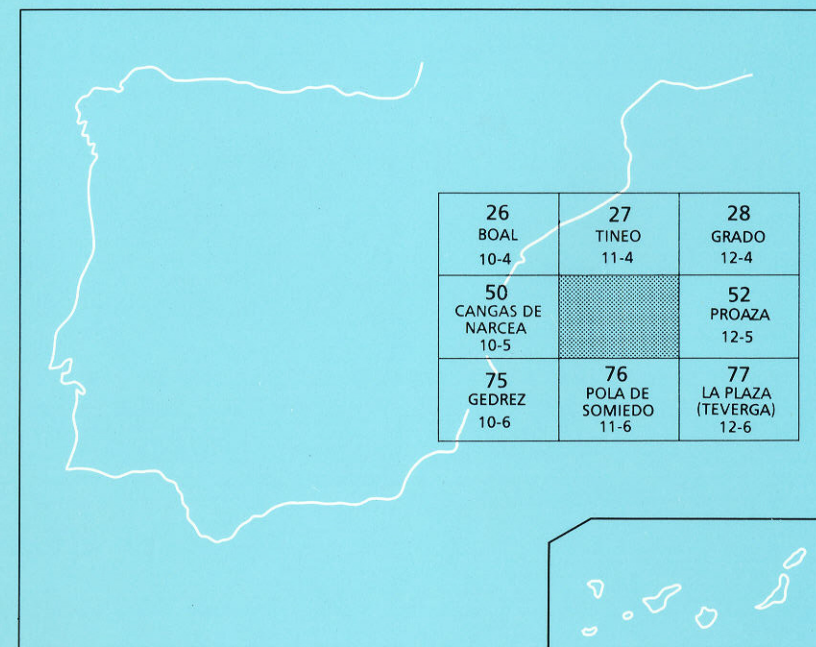 26
BOAL
10-4
27
TINEO
11-4
28
GRADO
12-4
50
CANGAS DE
NARCEA
10-5
52
PROAZA
12-5
75
GEDREZ
10-6
76
POLA DE
SOMIEDO
11-6
77
LA PLAZA
(TEVERGA)
12-6